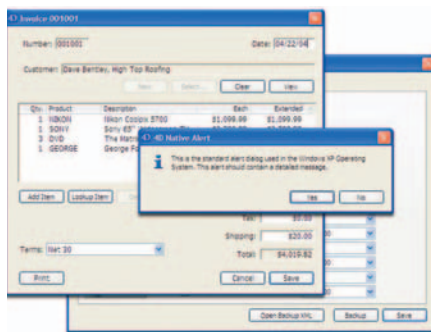 Invoice 001001
Number: 001001
Date: 04/22/04
Customer: Dave Bentley, High Top Roofing
Clear
View
Qty. Product Description Each Extended
1 NIKON Nikon Coolpix 5700 $1,099.99 $1,099.99
1 SONY Sony 65"
3 DVD The Matrix
1 GEORGE George
4D Native Alert
This is the standard alert dialog used in the Windows XP Operating
System. This alert should contain a detailed message.
Yes
No
Add Item
Lookup Item
Tax: $0.00
Shipping: $20.00
Terms: Net 30
Total: $4,019.82
Print
Cancel
Save
Open Backup XML
Backup
Save